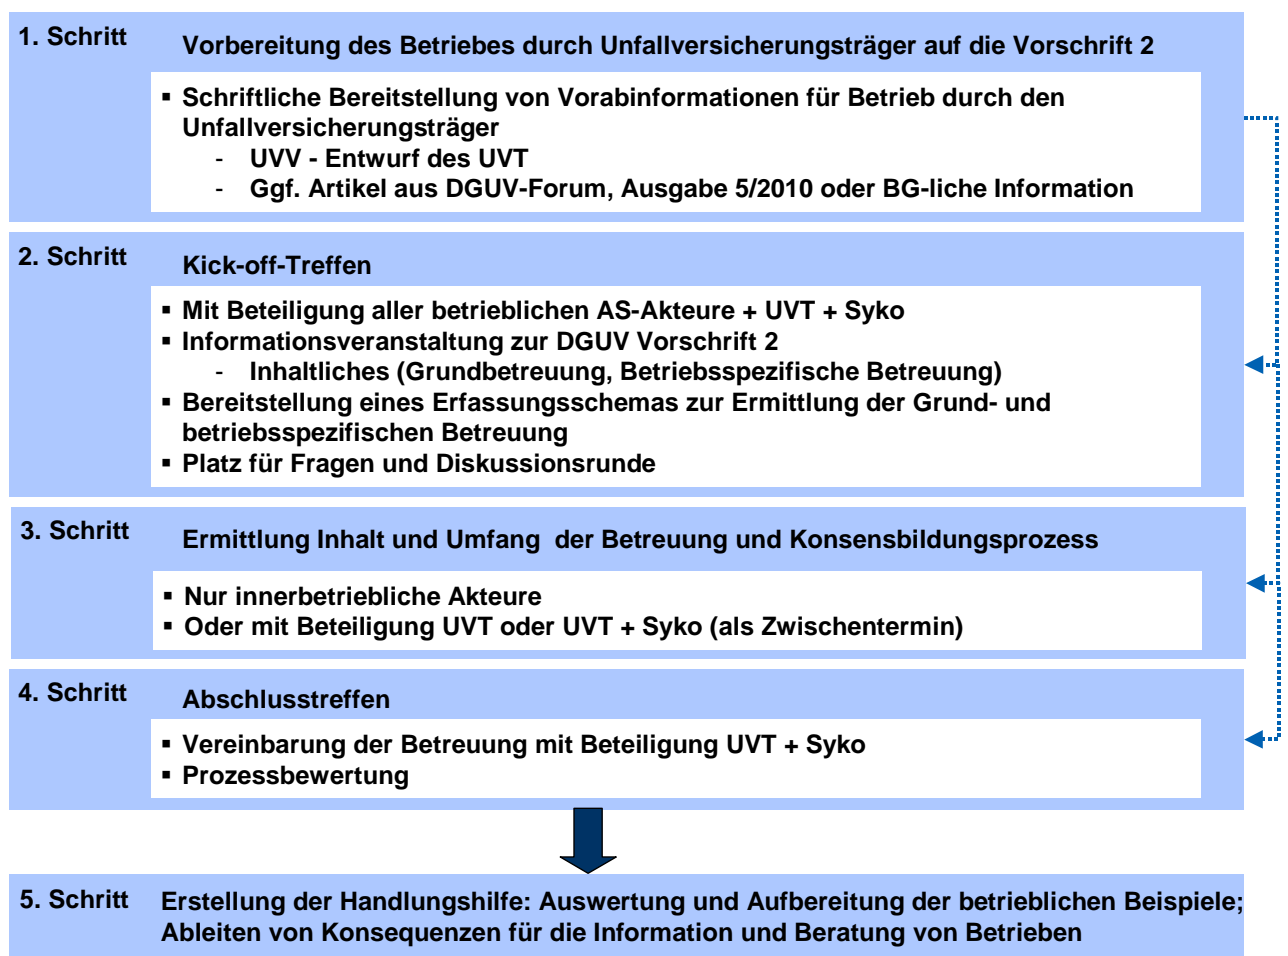 1. Schritt
Vorbereitung des Betriebes durch Unfallversicherungsträger auf die Vorschrift 2
▪ Schriftliche Bereitstellung von Vorabinformationen für Betrieb durch den
Unfallversicherungsträger
- UVV - Entwurf des UVT
- Ggf. Artikel aus DGUV-Forum, Ausgabe 5/2010 oder BG-liche Information
2. Schritt
Kick-off-Treffen
▪ Mit Beteiligung aller betrieblichen AS-Akteure + UVT + Syko
▪ Informationsveranstaltung zur DGUV Vorschrift 2
- Inhaltliches (Grundbetreuung, Betriebsspezifische Betreuung)
▪ Bereitstellung eines Erfassungsschemas zur Ermittlung der Grund- und
betriebsspezifischen Betreuung
▪ Platz für Fragen und Diskussionsrunde
3. Schritt
Ermittlung Inhalt und Umfang der Betreuung und Konsensbildungsprozess
▪ Nur innerbetriebliche Akteure
▪ Oder mit Beteiligung UVT oder UVT + Syko (als Zwischentermin)
4. Schritt
Abschlusstreffen
▪ Vereinbarung der Betreuung mit Beteiligung UVT + Syko
▪ Prozessbewertung
5. Schritt
Erstellung der Handlungshilfe: Auswertung und Aufbereitung der betrieblichen Beispiele;
Ableiten von Konsequenzen für die Information und Beratung von Betrieben